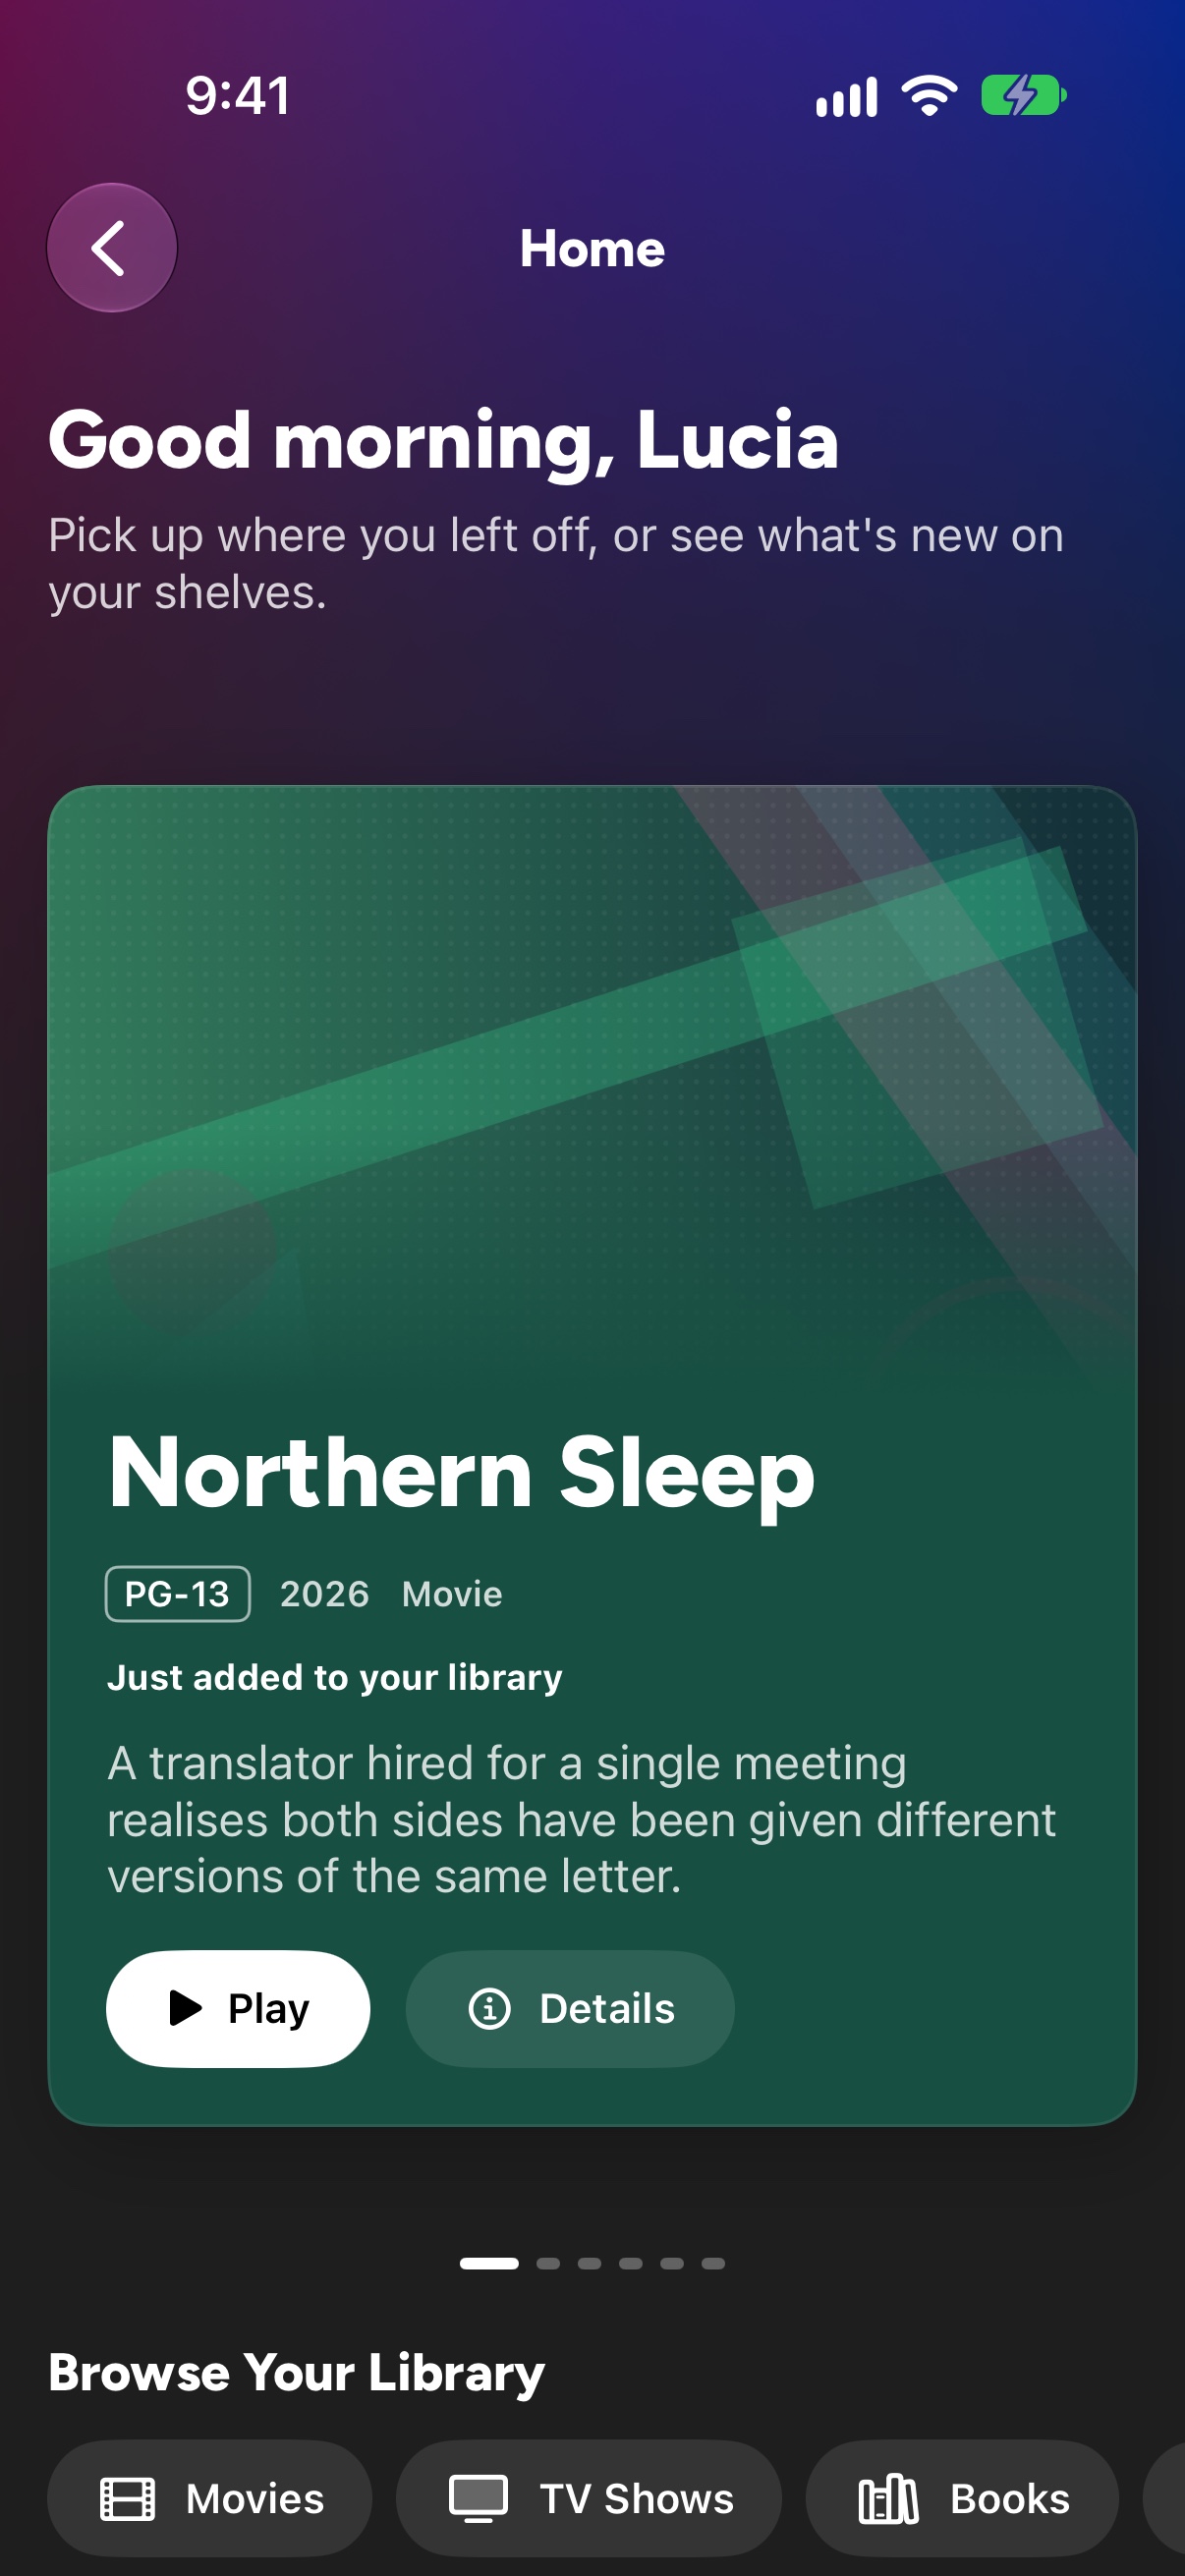 9:41
Home
Good morning, Lucia
Pick up where you left off, or see what's new on
your shelves.
Northern Sleep
PG-13 2026 Movie
Just added to your library
A translator hired for a single meeting
realises both sides have been given different
versions of the same letter.
Play Details
Browse Your Library
Movies TV Shows Books